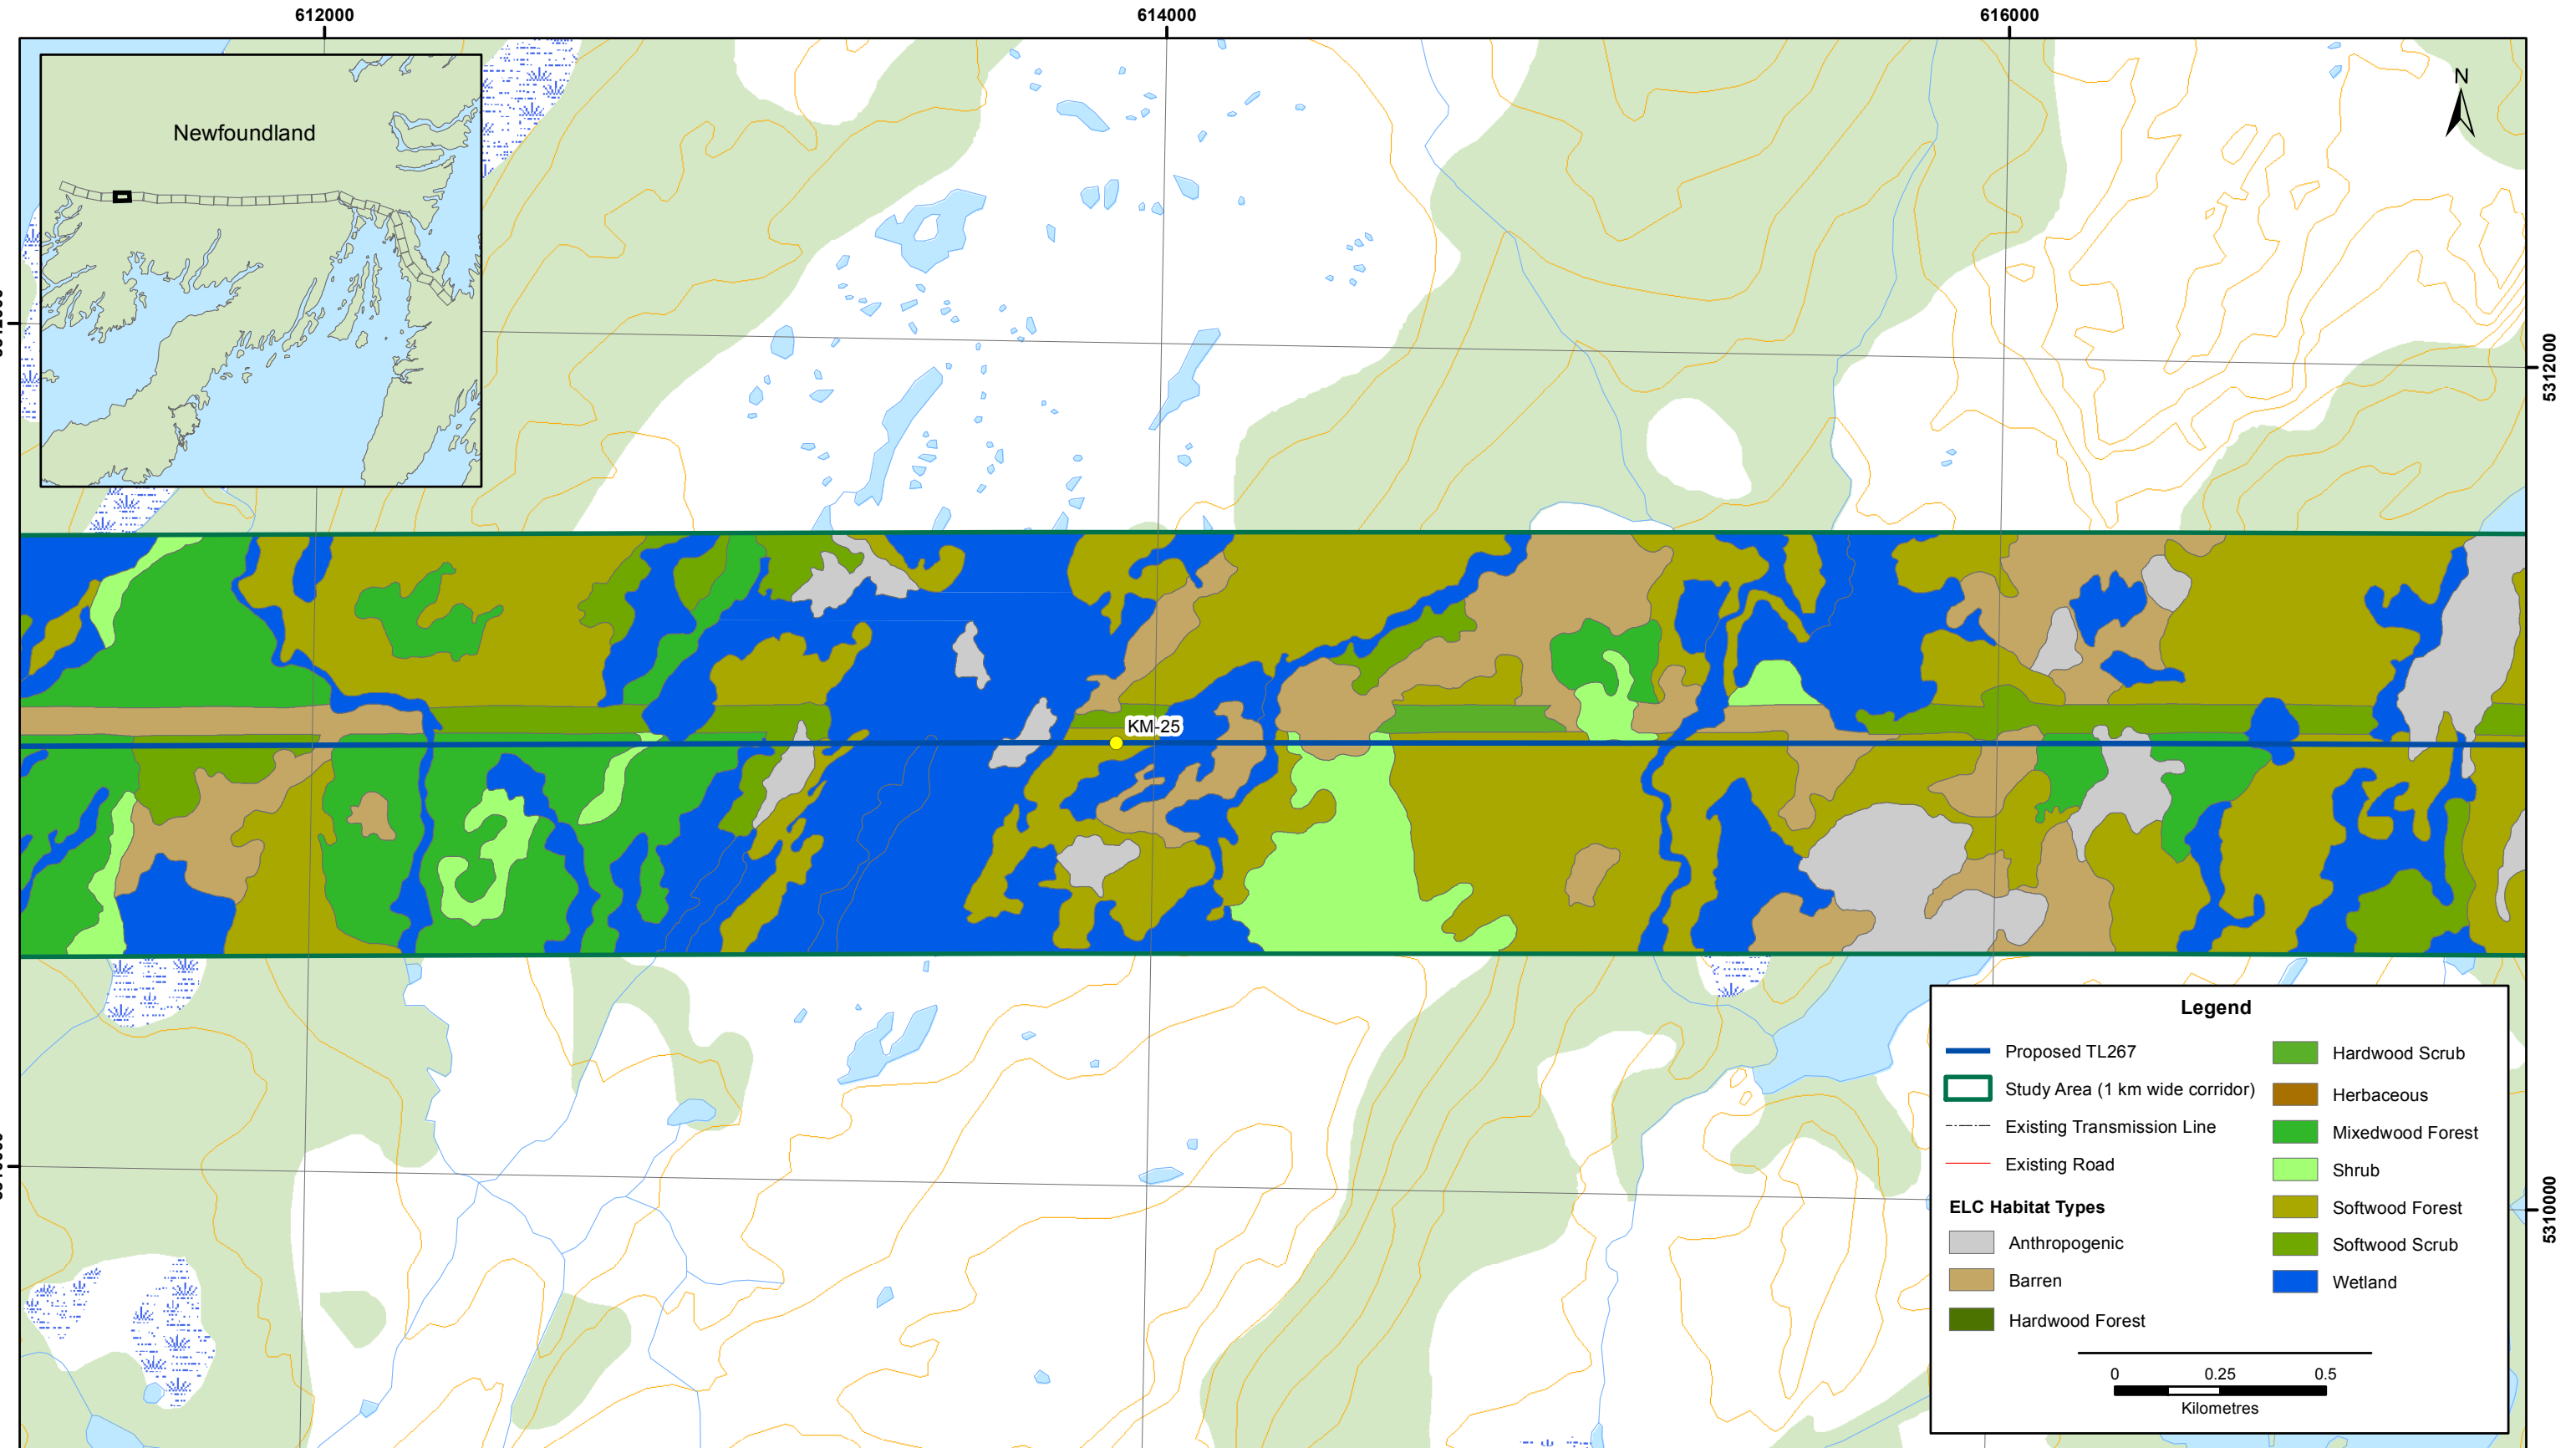 612000
614000
616000
N
Newfoundland
5312000
KM-25
Legend
Proposed TL267
Study Area (1 km wide corridor)
Existing Transmission Line
Existing Road
ELC Habitat Types
Anthropogenic
Barren
Hardwood Forest
Hardwood Scrub
Herbaceous
Mixedwood Forest
Shrub
Softwood Forest
Softwood Scrub
Wetland
0 0.25 0.5
Kilometres
5310000